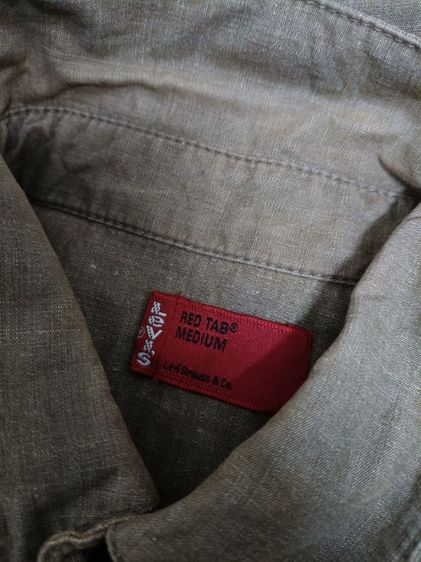 LEVI'S
RED TAB®
MEDIUM
Levi Strauss & Co.